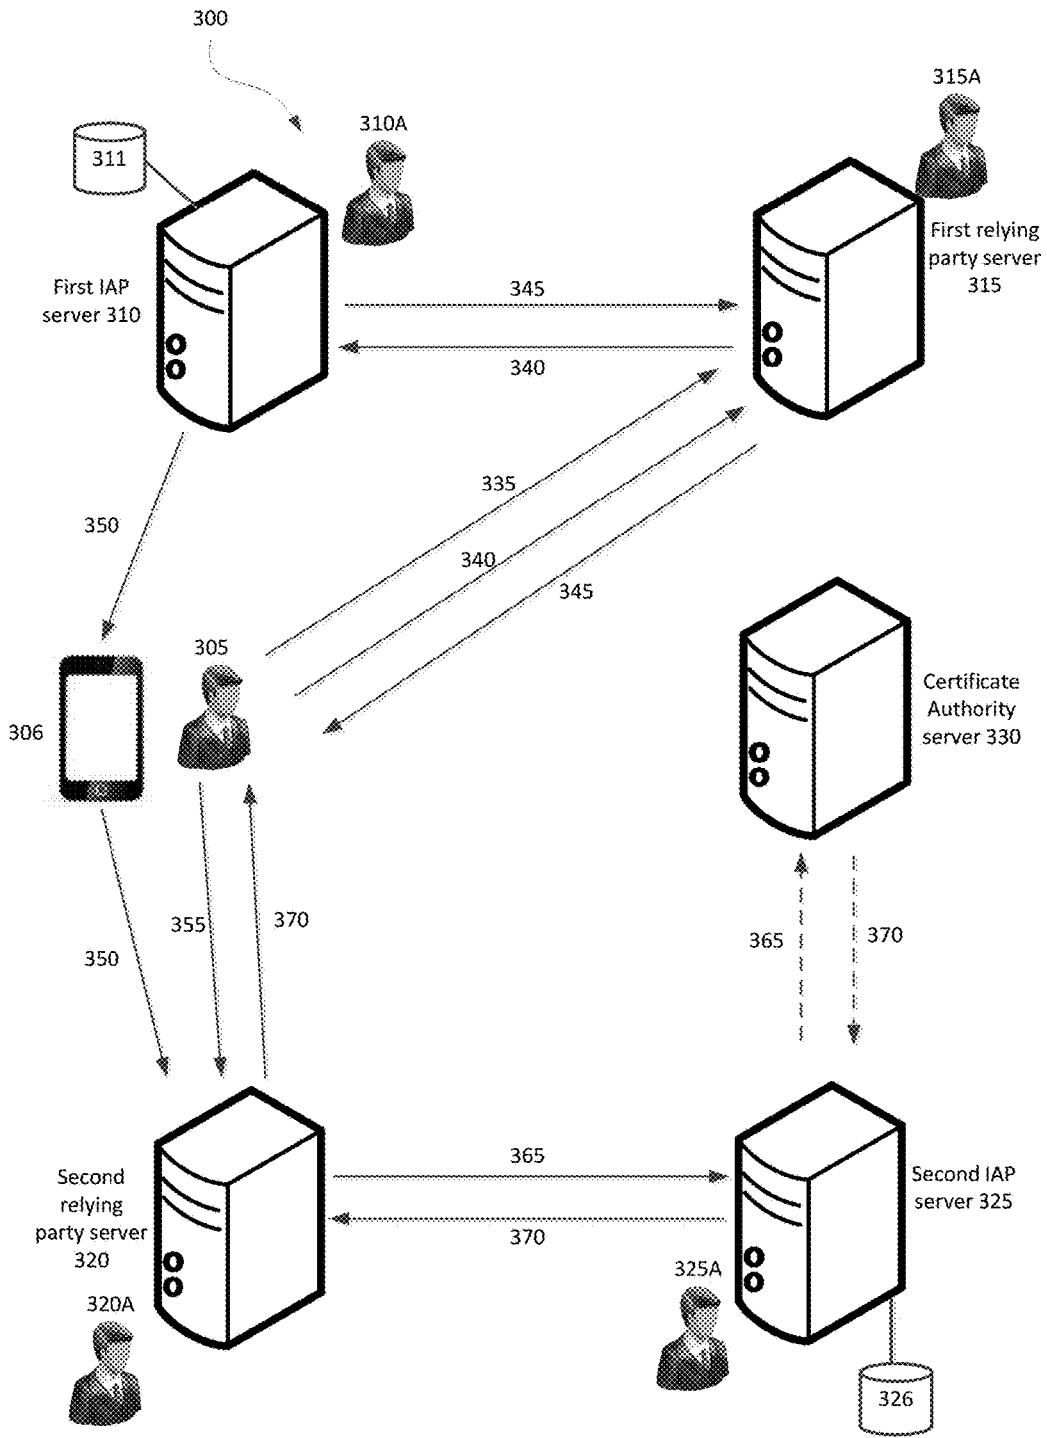 300
315A
310A
311
First relying
party server
315
First IAP
server 310
345
340
335
350
340
345
305
Certificate
Authority
server 330
306
355
370
365
370
350
365
Second IAP
server 325
Second
relying
party server
320
370
325A
320A
326